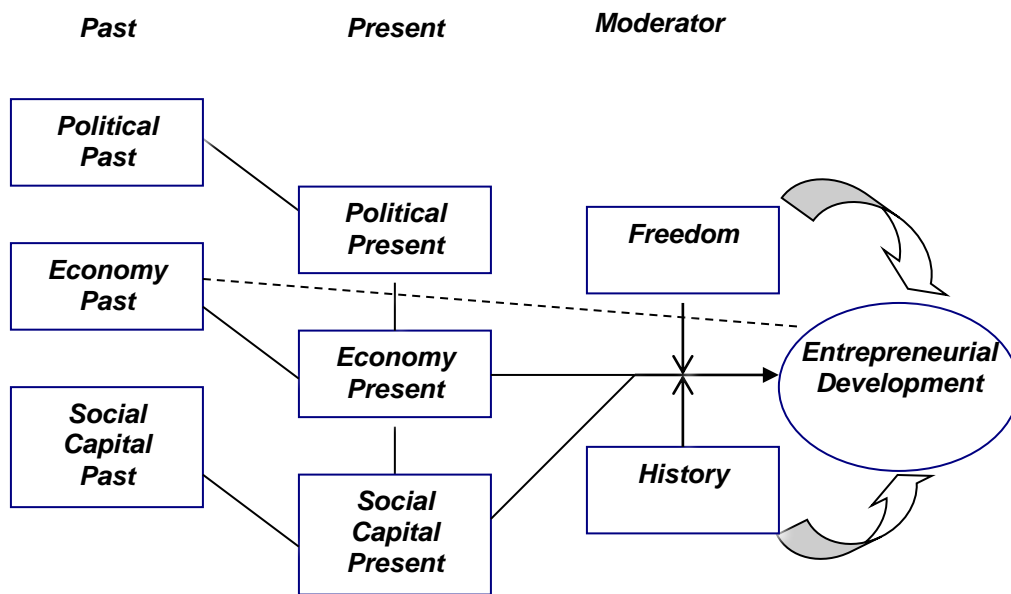 Past
Present
Moderator
Political
Past
Political
Present
Freedom
Economy
Past
Economy
Present
Entrepreneurial
Development
Social
Capital
Past
History
Social
Capital
Present